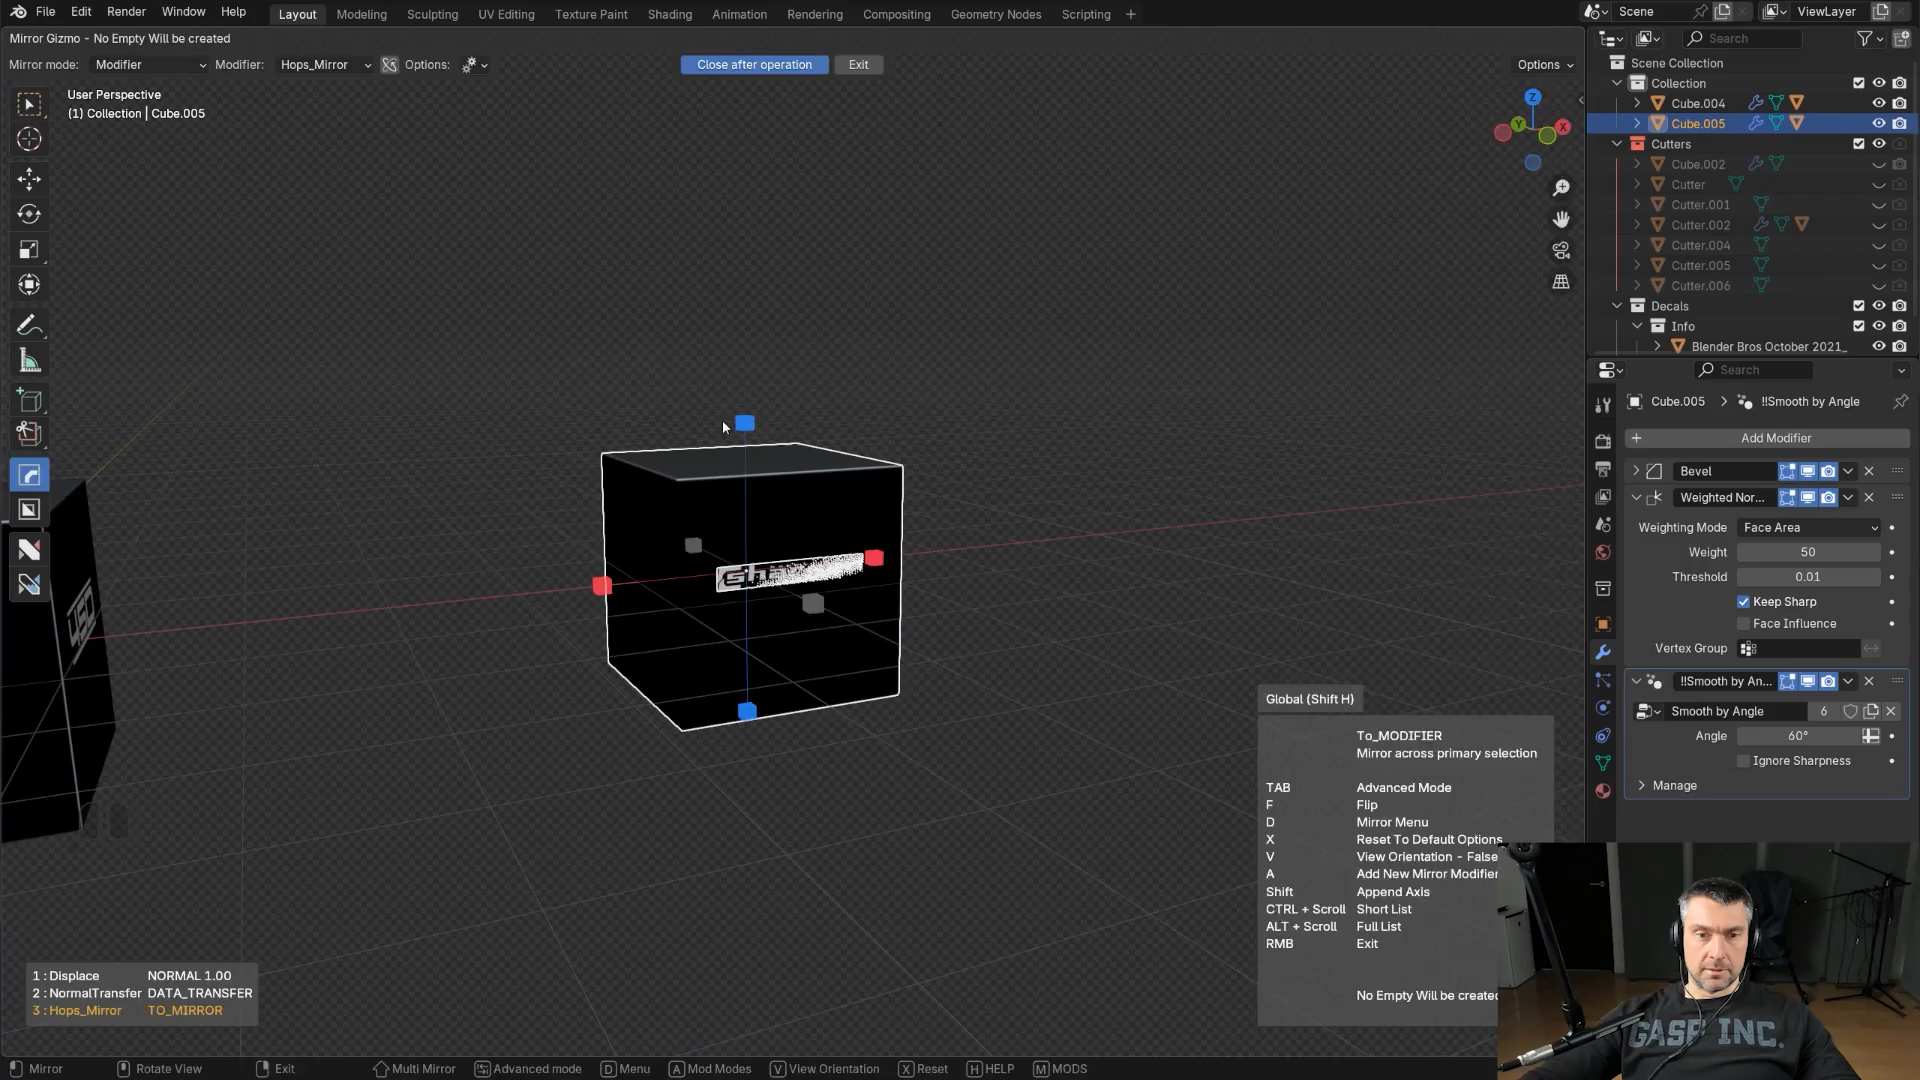 File Edit Render Window Help Layout Modeling Sculpting UV Editing Texture Paint Shading Animation Rendering Compositing Geometry Nodes Scripting + Scene ViewLayer
Mirror Gizmo - No Empty Will be created
Search
Mirror mode: Modifier Modifier: Hops_Mirror Options: Close after operation Exit Options
User Perspective
(1) Collection | Cube.005
Z
Y
X
Scene Collection
Collection
Cube.004
Cube.005
Cutters
Cube.002
Cutter
Cutter.001
Cutter.002
Cutter.004
Cutter.005
Cutter.006
Decals
Info
Blender Bros October 2021_
Search
Cube.005 > !!Smooth by Angle
+ Add Modifier
Bevel
Weighted Nor...
Weighting Mode Face Area
Weight 50
Threshold 0.01
Keep Sharp
Face Influence
Vertex Group
!!Smooth by An...
Smooth by Angle 6
Angle 60°
Ignore Sharpness
Manage
Global (Shift H)
To_MODIFIER
Mirror across primary selection
TAB Advanced Mode
F Flip
D Mirror Menu
X Reset To Default Options
V View Orientation - False
A Add New Mirror Modifier
Shift Append Axis
CTRL + Scroll Short List
ALT + Scroll Full List
RMB Exit
No Empty Will be created
1 : Displace NORMAL 1.00
2 : NormalTransfer DATA_TRANSFER
3 : Hops_Mirror TO_MIRROR
GASP INC.
Mirror Rotate View Exit Multi Mirror Advanced mode D Menu A Mod Modes V View Orientation X Reset H HELP M MODS